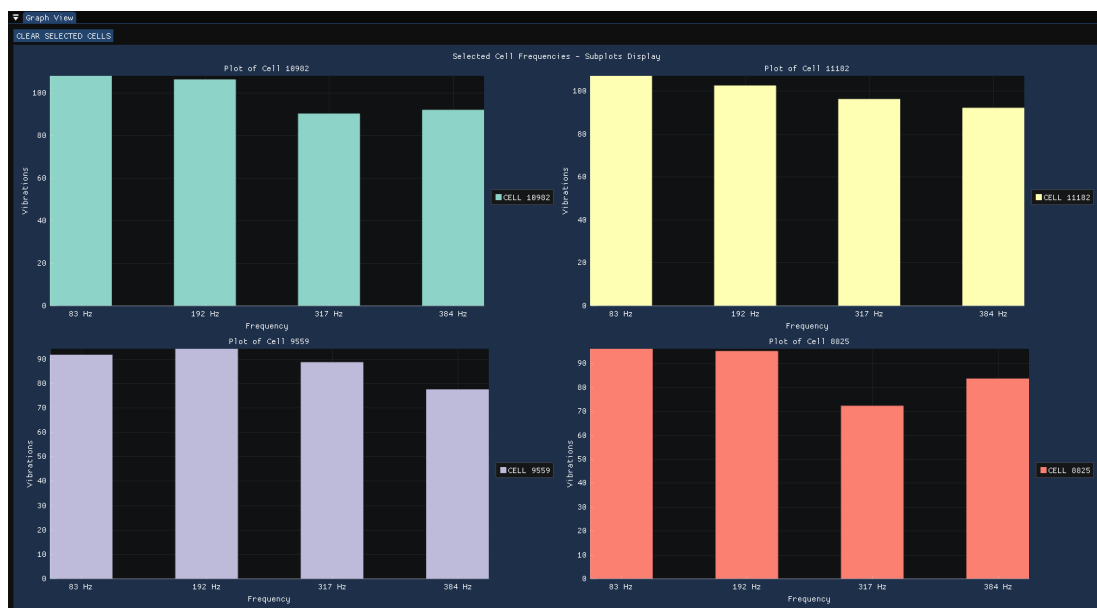 Graph View
CLEAR SELECTED CELLS
Selected Cell Frequencies - Subplots Display
Plot of Cell 10982
100
80
60
40
20
0
Vibrations
83 Hz 192 Hz 317 Hz 384 Hz
Frequency
CELL 10982
Plot of Cell 11182
100
80
60
40
20
0
Vibrations
83 Hz 192 Hz 317 Hz 384 Hz
Frequency
CELL 11182
Plot of Cell 9559
90
80
70
60
50
40
30
20
10
0
Vibrations
83 Hz 192 Hz 317 Hz 384 Hz
Frequency
CELL 9559
Plot of Cell 8825
90
80
70
60
50
40
30
20
10
0
Vibrations
83 Hz 192 Hz 317 Hz 384 Hz
Frequency
CELL 8825